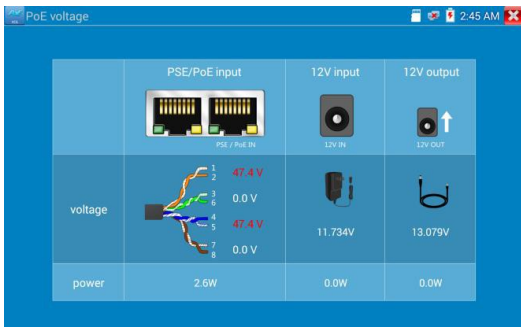 PoE voltage 2:45 AM
PSE/PoE input 12V input 12V output
PSE / PoE IN 12V IN 12V OUT
1
2 47.4 V
3
6 0.0 V
voltage
4
5 47.4 V
11.734V 13.079V
7
8 0.0 V
power 2.6W 0.0W 0.0W